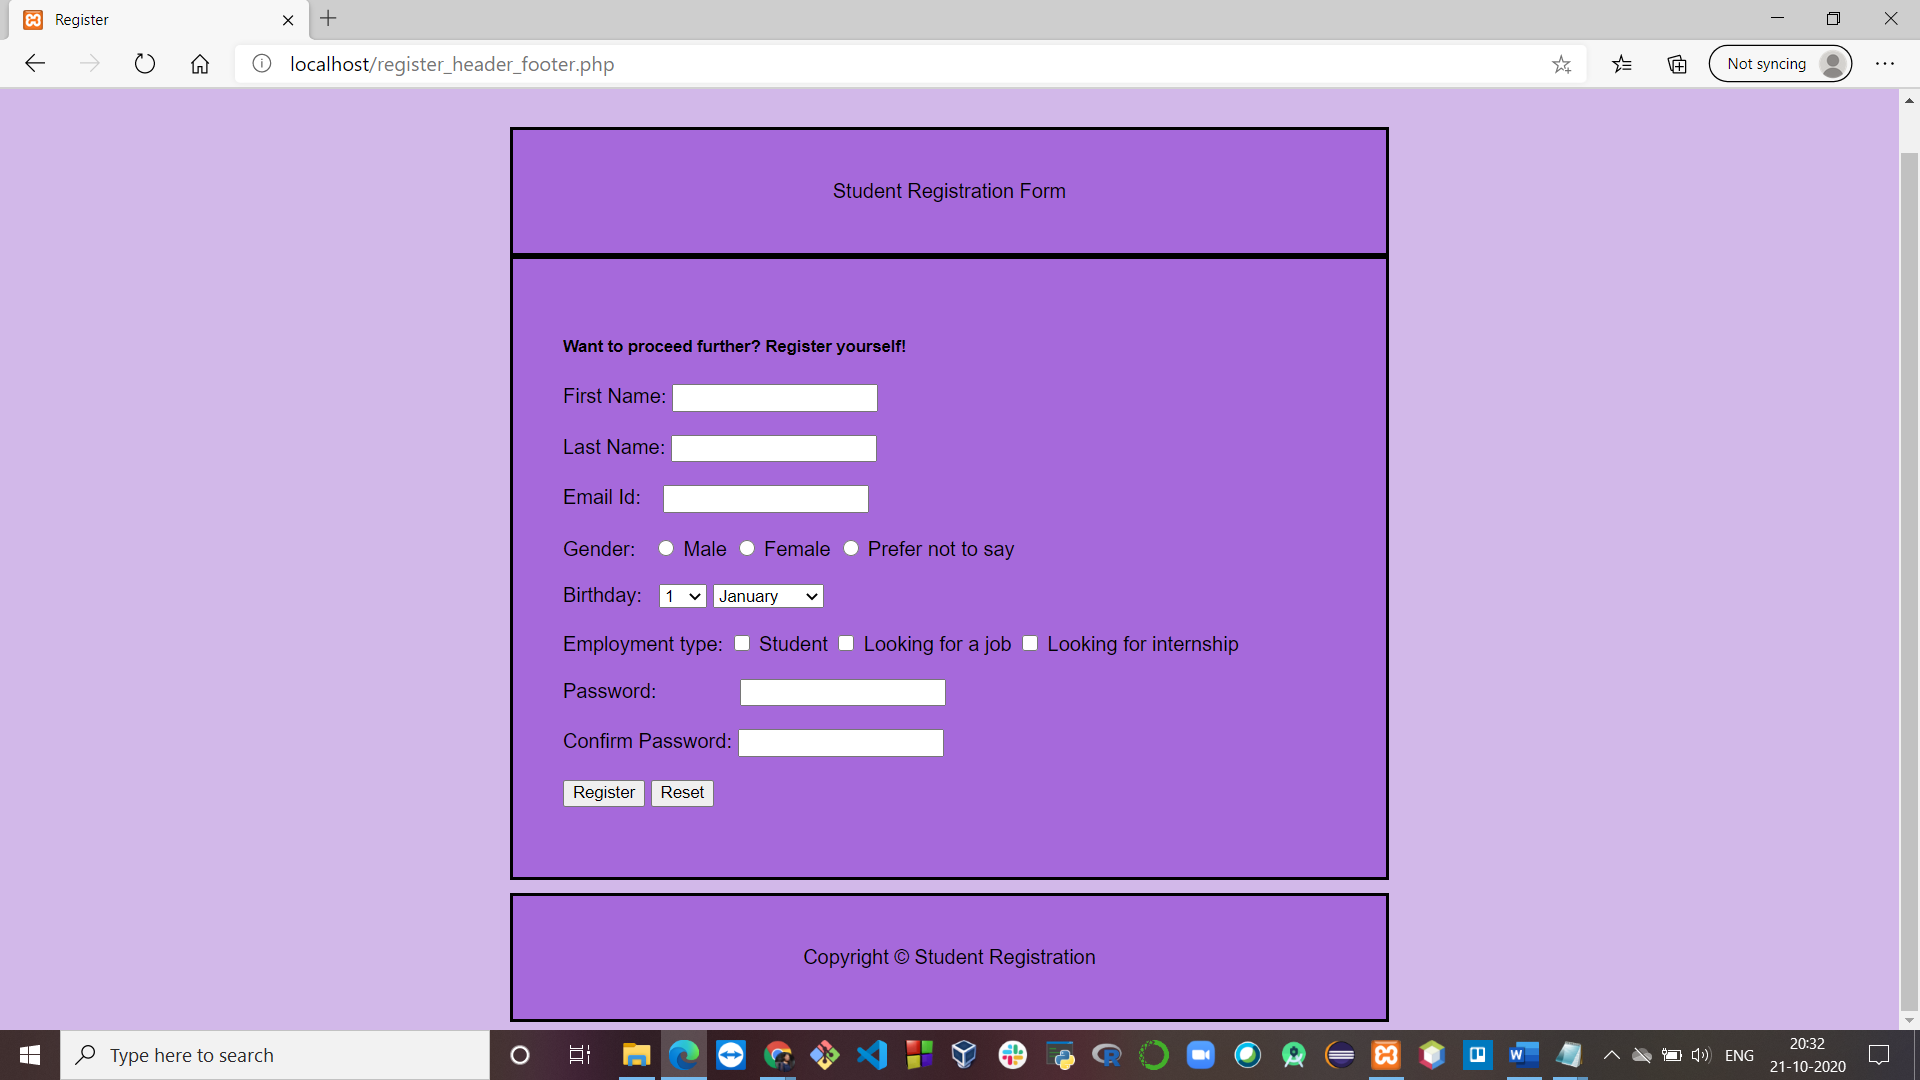 Register
localhost/register_header_footer.php
Not syncing
Student Registration Form
Want to proceed further? Register yourself!
First Name:
Last Name:
Email Id:
Gender: Male Female Prefer not to say
Birthday: 1 January
Employment type: Student Looking for a job Looking for internship
Password:
Confirm Password:
Register Reset
Copyright © Student Registration
Type here to search
ENG
20:32
21-10-2020